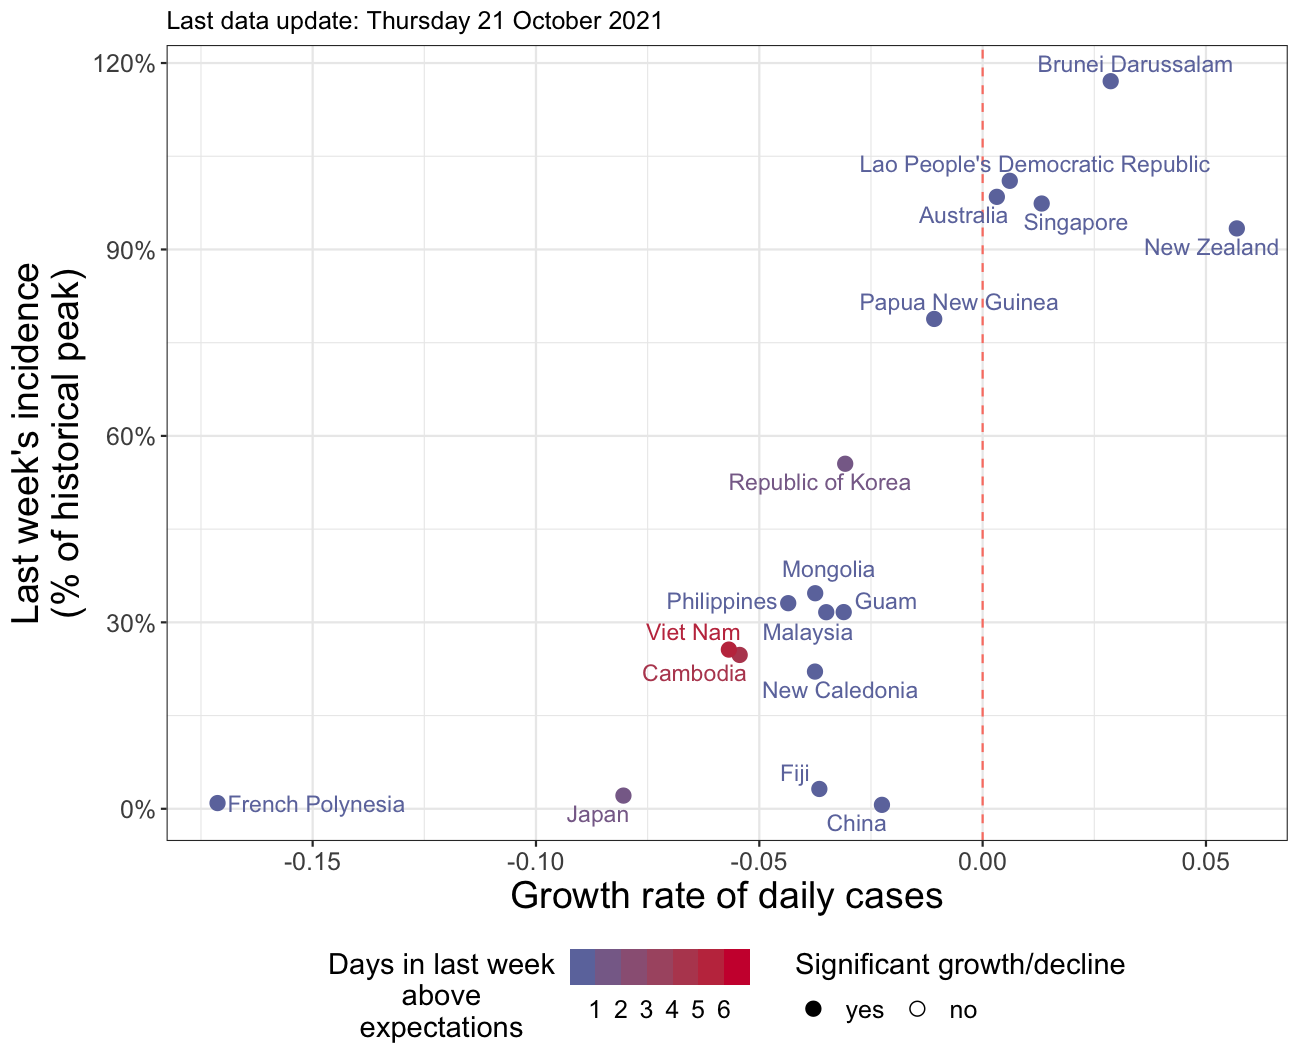 Last data update: Thursday 21 October 2021
120%
90%
60%
30%
0%
Last week's incidence
(% of historical peak)
Brunei Darussalam
Lao People's Democratic Republic
Australia
Singapore
New Zealand
Papua New Guinea
Republic of Korea
Mongolia
Philippines
Guam
Malaysia
Viet Nam
Cambodia
New Caledonia
Fiji
French Polynesia
Japan
China
-0.15
-0.10
-0.05
0.00
0.05
Growth rate of daily cases
Days in last week
above
expectations
1 2 3 4 5 6
Significant growth/decline
yes
no